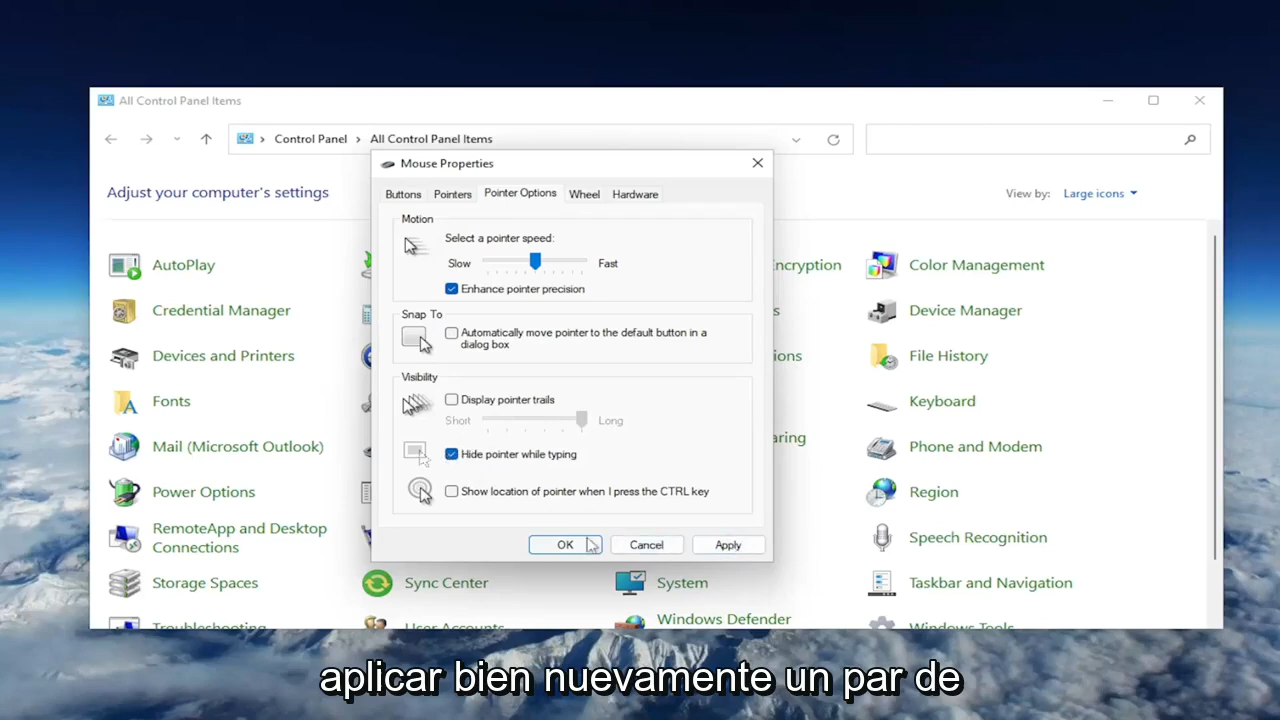 All Control Panel Items
Control Panel > All Control Panel Items
Mouse Properties
Adjust your computer's settings
View by: Large icons
Buttons Pointers Pointer Options Wheel Hardware
Motion
Select a pointer speed:
Slow Fast
Enhance pointer precision
Snap To
Automatically move pointer to the default button in a
dialog box
Visibility
Display pointer trails
Short Long
Hide pointer while typing
Show location of pointer when I press the CTRL key
OK Cancel Apply
AutoPlay
Encryption
Color Management
Credential Manager
Device Manager
Devices and Printers
File History
Fonts
Keyboard
Mail (Microsoft Outlook)
Phone and Modem
Power Options
Region
RemoteApp and Desktop
Connections
Speech Recognition
Storage Spaces
Sync Center
System
Taskbar and Navigation
Troubleshooting
User Accounts
Windows Defender
Windows Tools
aplicar bien nuevamente un par de